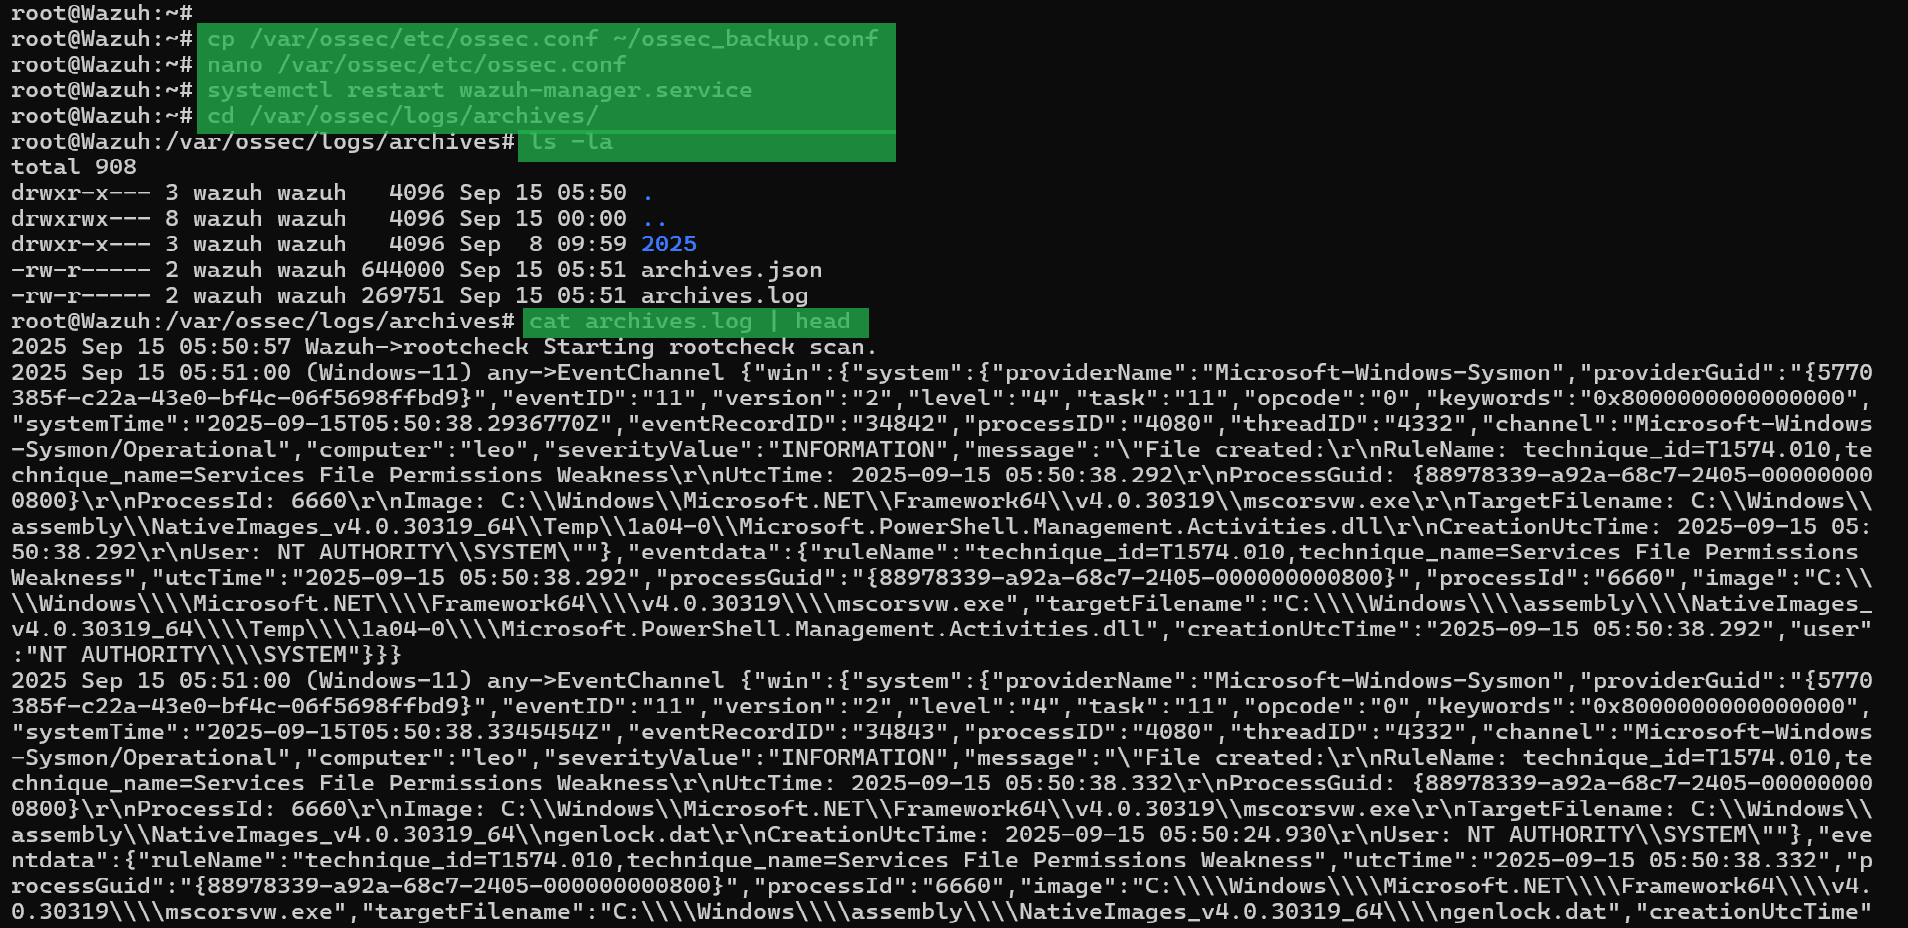 root@Wazuh:~#
root@Wazuh:~# cp /var/ossec/etc/ossec.conf ~/ossec_backup.conf
root@Wazuh:~# nano /var/ossec/etc/ossec.conf
root@Wazuh:~# systemctl restart wazuh-manager.service
root@Wazuh:~# cd /var/ossec/logs/archives/
root@Wazuh:/var/ossec/logs/archives# ls -la
total 908
drwxr-x--- 3 wazuh wazuh   4096 Sep 15 05:50 .
drwxrwx--- 8 wazuh wazuh   4096 Sep 15 00:00 ..
drwxr-x--- 3 wazuh wazuh   4096 Sep  8 09:59 2025
-rw-r----- 2 wazuh wazuh 644000 Sep 15 05:51 archives.json
-rw-r----- 2 wazuh wazuh 269751 Sep 15 05:51 archives.log
root@Wazuh:/var/ossec/logs/archives# cat archives.log | head
2025 Sep 15 05:50:57 Wazuh->rootcheck Starting rootcheck scan.
2025 Sep 15 05:51:00 (Windows-11) any->EventChannel {"win":{"system":{"providerName":"Microsoft-Windows-Sysmon","providerGuid":"{5770
385f-c22a-43e0-bf4c-06f5698ffbd9}","eventID":"11","version":"2","level":"4","task":"11","opcode":"0","keywords":"0x8000000000000000",
"systemTime":"2025-09-15T05:50:38.2936770Z","eventRecordID":"34842","processID":"4080","threadID":"4332","channel":"Microsoft-Windows
-Sysmon/Operational","computer":"leo","severityValue":"INFORMATION","message":"\"File created:\r\nRuleName: technique_id=T1574.010,te
chnique_name=Services File Permissions Weakness\r\nUtcTime: 2025-09-15 05:50:38.292\r\nProcessGuid: {88978339-a92a-68c7-2405-00000000
0800}\r\nProcessId: 6660\r\nImage: C:\\Windows\\Microsoft.NET\\Framework64\\v4.0.30319\\mscorsvw.exe\r\nTargetFilename: C:\\Windows\\
assembly\\NativeImages_v4.0.30319_64\\Temp\\1a04-0\\Microsoft.PowerShell.Management.Activities.dll\r\nCreationUtcTime: 2025-09-15 05:
50:38.292\r\nUser: NT AUTHORITY\\SYSTEM\""},"eventdata":{"ruleName":"technique_id=T1574.010,technique_name=Services File Permissions
Weakness","utcTime":"2025-09-15 05:50:38.292","processGuid":"{88978339-a92a-68c7-2405-000000000800}","processId":"6660","image":"C:\\
\\Windows\\\\Microsoft.NET\\\\Framework64\\\\v4.0.30319\\\\mscorsvw.exe","targetFilename":"C:\\\\Windows\\\\assembly\\\\NativeImages_
v4.0.30319_64\\\\Temp\\\\1a04-0\\\\Microsoft.PowerShell.Management.Activities.dll","creationUtcTime":"2025-09-15 05:50:38.292","user"
:"NT AUTHORITY\\\\SYSTEM"}}}
2025 Sep 15 05:51:00 (Windows-11) any->EventChannel {"win":{"system":{"providerName":"Microsoft-Windows-Sysmon","providerGuid":"{5770
385f-c22a-43e0-bf4c-06f5698ffbd9}","eventID":"11","version":"2","level":"4","task":"11","opcode":"0","keywords":"0x8000000000000000",
"systemTime":"2025-09-15T05:50:38.3345454Z","eventRecordID":"34843","processID":"4080","threadID":"4332","channel":"Microsoft-Windows
-Sysmon/Operational","computer":"leo","severityValue":"INFORMATION","message":"\"File created:\r\nRuleName: technique_id=T1574.010,te
chnique_name=Services File Permissions Weakness\r\nUtcTime: 2025-09-15 05:50:38.332\r\nProcessGuid: {88978339-a92a-68c7-2405-00000000
0800}\r\nProcessId: 6660\r\nImage: C:\\Windows\\Microsoft.NET\\Framework64\\v4.0.30319\\mscorsvw.exe\r\nTargetFilename: C:\\Windows\\
assembly\\NativeImages_v4.0.30319_64\\ngenlock.dat\r\nCreationUtcTime: 2025-09-15 05:50:24.930\r\nUser: NT AUTHORITY\\SYSTEM\""},"eve
ntdata":{"ruleName":"technique_id=T1574.010,technique_name=Services File Permissions Weakness","utcTime":"2025-09-15 05:50:38.332","p
rocessGuid":"{88978339-a92a-68c7-2405-000000000800}","processId":"6660","image":"C:\\\\Windows\\\\Microsoft.NET\\\\Framework64\\\\v4.
0.30319\\\\mscorsvw.exe","targetFilename":"C:\\\\Windows\\\\assembly\\\\NativeImages_v4.0.30319_64\\\\ngenlock.dat","creationUtcTime"